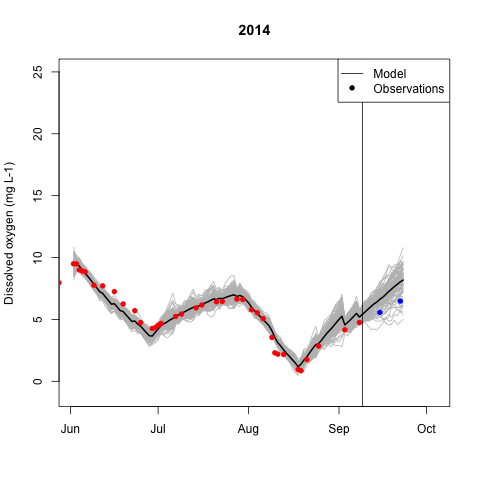 2014
Dissolved oxygen (mg L-1)
25
20
15
10
5
0
Jun
Jul
Aug
Sep
Oct
Model
Observations